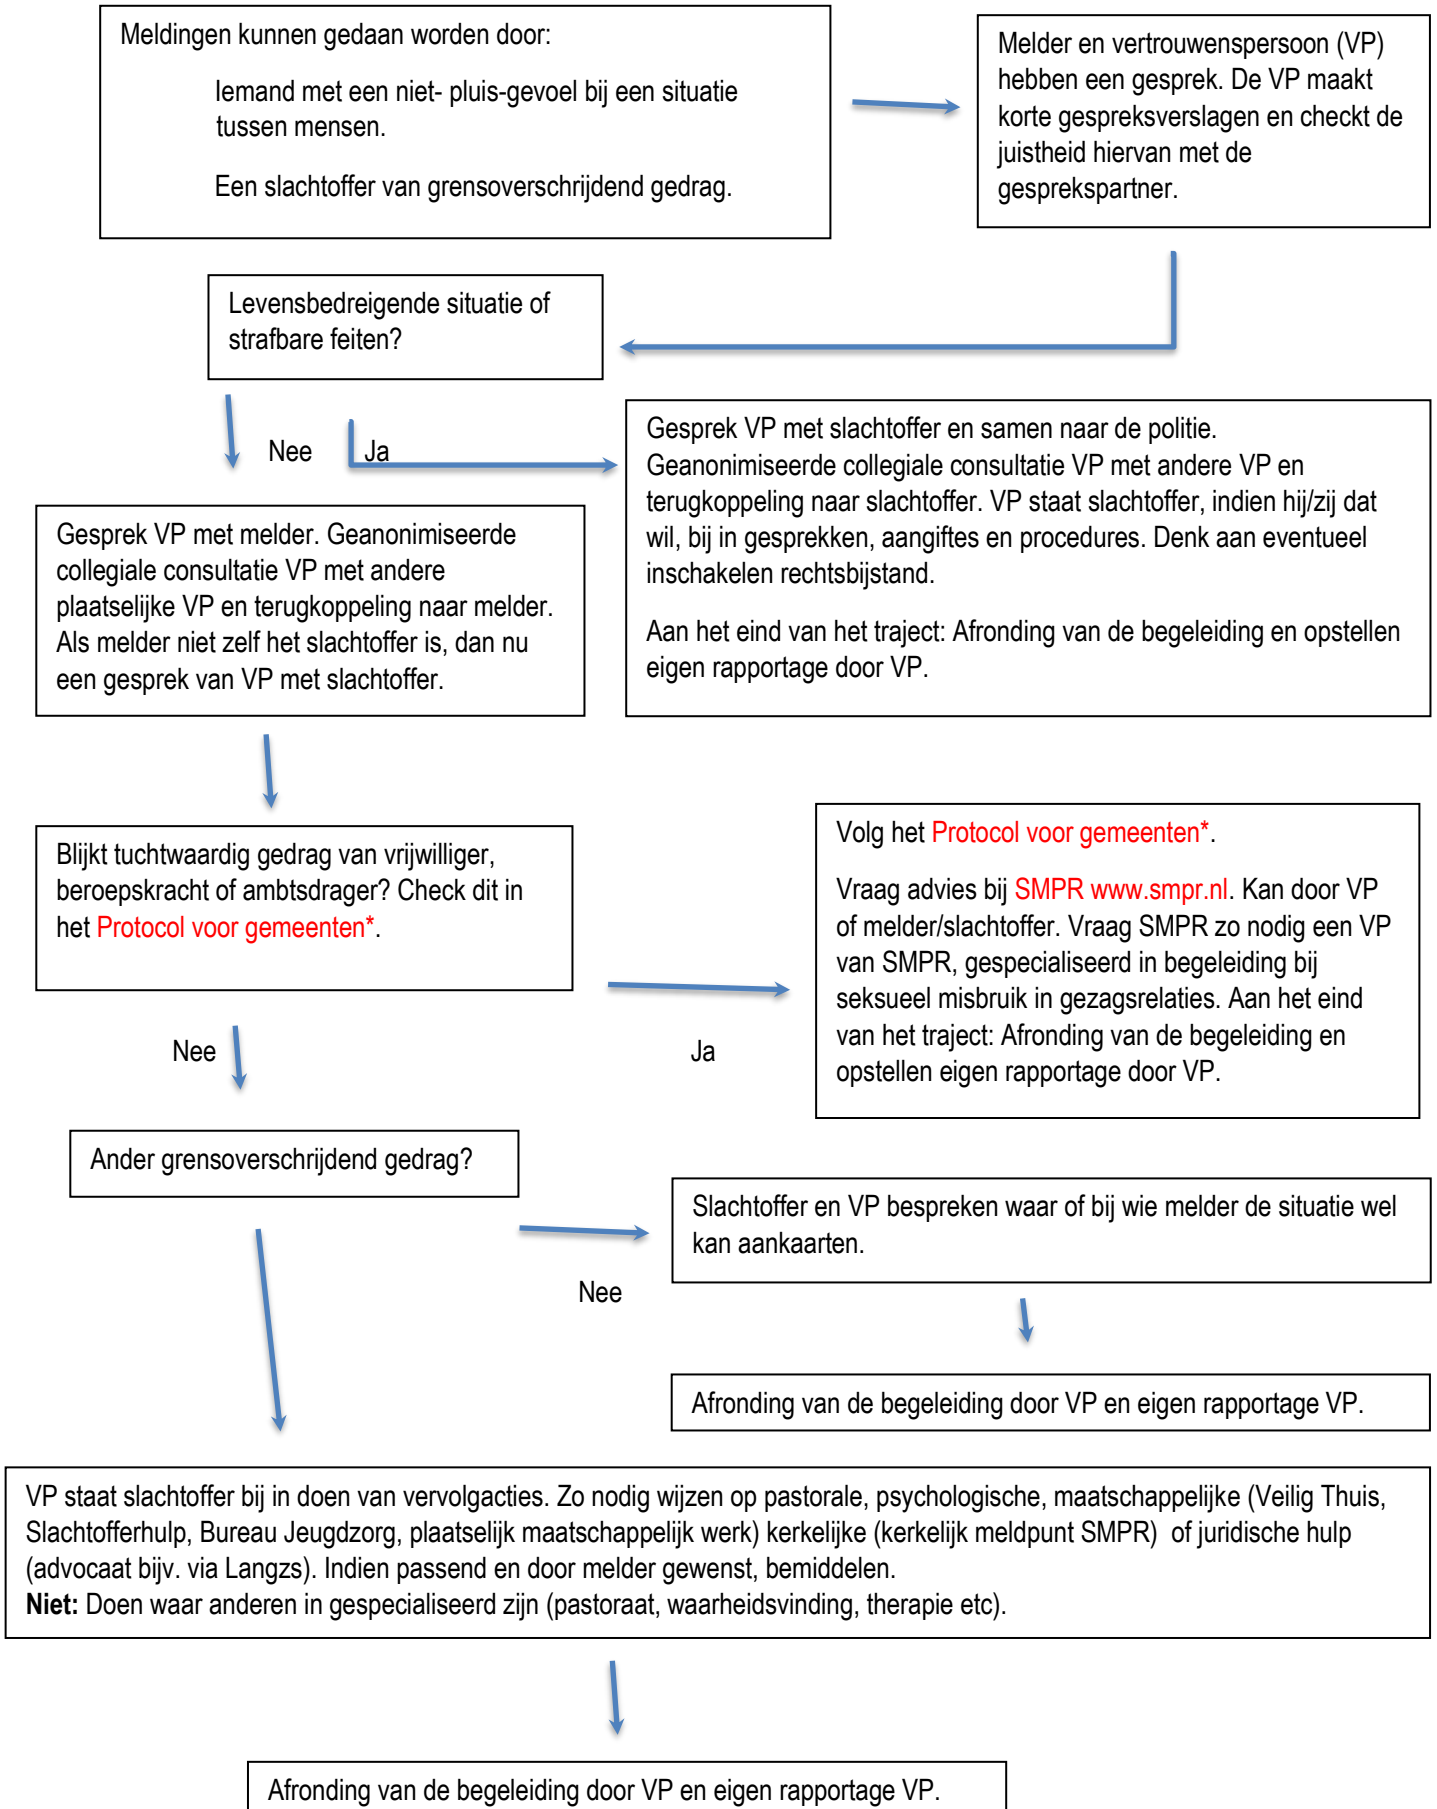 Meldingen kunnen gedaan worden door:
Iemand met een niet- pluis-gevoel bij een situatie
tussen mensen.
Een slachtoffer van grensoverschrijdend gedrag.
Melder en vertrouwenspersoon (VP)
hebben een gesprek. De VP maakt
korte gespreksverslagen en checkt de
juistheid hiervan met de
gesprekspartner.
Levensbedreigende situatie of
strafbare feiten?
Nee
Ja
Gesprek VP met slachtoffer en samen naar de politie.
Geanonimiseerde collegiale consultatie VP met andere VP en
terugkoppeling naar slachtoffer. VP staat slachtoffer, indien hij/zij dat
wil, bij in gesprekken, aangiftes en procedures. Denk aan eventueel
inschakelen rechtsbijstand.
Aan het eind van het traject: Afronding van de begeleiding en opstellen
eigen rapportage door VP.
Gesprek VP met melder. Geanonimiseerde
collegiale consultatie VP met andere
plaatselijke VP en terugkoppeling naar melder.
Als melder niet zelf het slachtoffer is, dan nu
een gesprek van VP met slachtoffer.
Blijkt tuchtwaardig gedrag van vrijwilliger,
beroepskracht of ambtsdrager? Check dit in
het Protocol voor gemeenten*.
Volg het Protocol voor gemeenten*.
Vraag advies bij SMPR www.smpr.nl. Kan door VP
of melder/slachtoffer. Vraag SMPR zo nodig een VP
van SMPR, gespecialiseerd in begeleiding bij
seksueel misbruik in gezagsrelaties. Aan het eind
van het traject: Afronding van de begeleiding en
opstellen eigen rapportage door VP.
Nee
Ja
Ander grensoverschrijdend gedrag?
Slachtoffer en VP bespreken waar of bij wie melder de situatie wel
kan aankaarten.
Nee
Afronding van de begeleiding door VP en eigen rapportage VP.
VP staat slachtoffer bij in doen van vervolgacties. Zo nodig wijzen op pastorale, psychologische, maatschappelijke (Veilig Thuis,
Slachtofferhulp, Bureau Jeugdzorg, plaatselijk maatschappelijk werk) kerkelijke (kerkelijk meldpunt SMPR) of juridische hulp
(advocaat bijv. via Langzs). Indien passend en door melder gewenst, bemiddelen.
Niet: Doen waar anderen in gespecialiseerd zijn (pastoraat, waarheidsvinding, therapie etc).
Afronding van de begeleiding door VP en eigen rapportage VP.